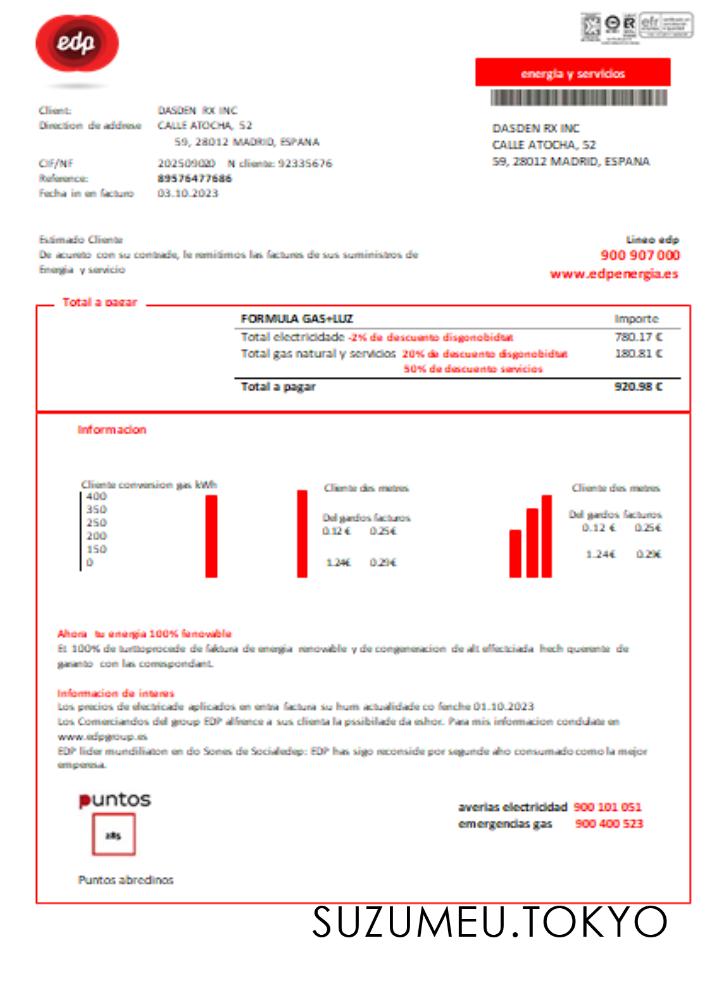 edp
efr
energia y servicios
Client: DASDEN RX INC
Direction de addrese CALLE ATOCHA, 52
59, 28012 MADRID, ESPANA
CIF/NF 202509020 N cliente: 92335676
Reference: 89576477686
Fecha in en facturo 03.10.2023
DASDEN RX INC
CALLE ATOCHA, 52
59, 28012 MADRID, ESPANA
Estimado Cliente
De acureto con su contrade, le remitimos las factures de sus suministros de
Energia y servicio
Lineo edp
900 907 000
www.edpenergia.es
Total a pagar
FORMULA GAS+LUZ Importe
Total electricidade -2% de descuento disgonobidtat 780.17 €
Total gas natural y servicios 20% de descuento disgonobidtat 180.81 €
50% de descuento servicios
Total a pagar 920.98 €
Informacion
Cliente conversion gas kWh
400
350
250
200
150
0
Cliente des metres
Del gardos facturos
0.12 € 0.25€
1.24€ 0.29€
Cliente des metres
Del gardos facturos
0.12 € 0.25€
1.24€ 0.29€
Ahora tu energia 100% fenovable
Et 100% de turttoprocede de faktura de energia renovable y de congeneracion de alt effectciada hech querente de
garanto con las correspondant.
Informacion de interes
Los precios de electricade aplicados en entra factura su hum actualidade co fenche 01.10.2023
Los Comerciandos del group EDP alfrence a sus clienta la pssibilade da eshor. Para mis informacion condulate en
www.edpgroup.es
EDP lider mundilliaton en do Sones de Socialedep: EDP has sigo reconside por segunde aho consumado como la mejor
emperesa.
puntos
285
Puntos abredinos
averias electricidad 900 101 051
emergencias gas 900 400 523
SUZUMEU.TOKYO